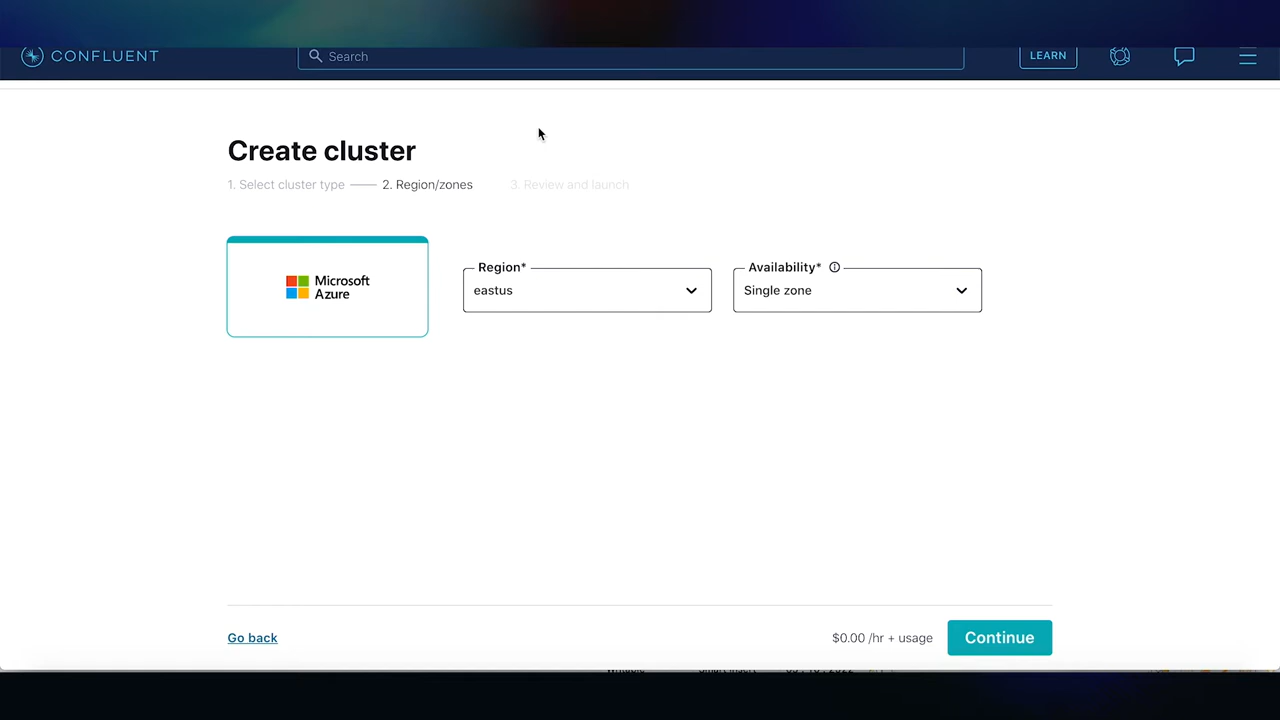 CONFLUENT
Search
LEARN
Create cluster
1. Select cluster type
2. Region/zones
3. Review and launch
Microsoft
Azure
Region*
eastus
Availability*
Single zone
Go back
$0.00 /hr + usage
Continue